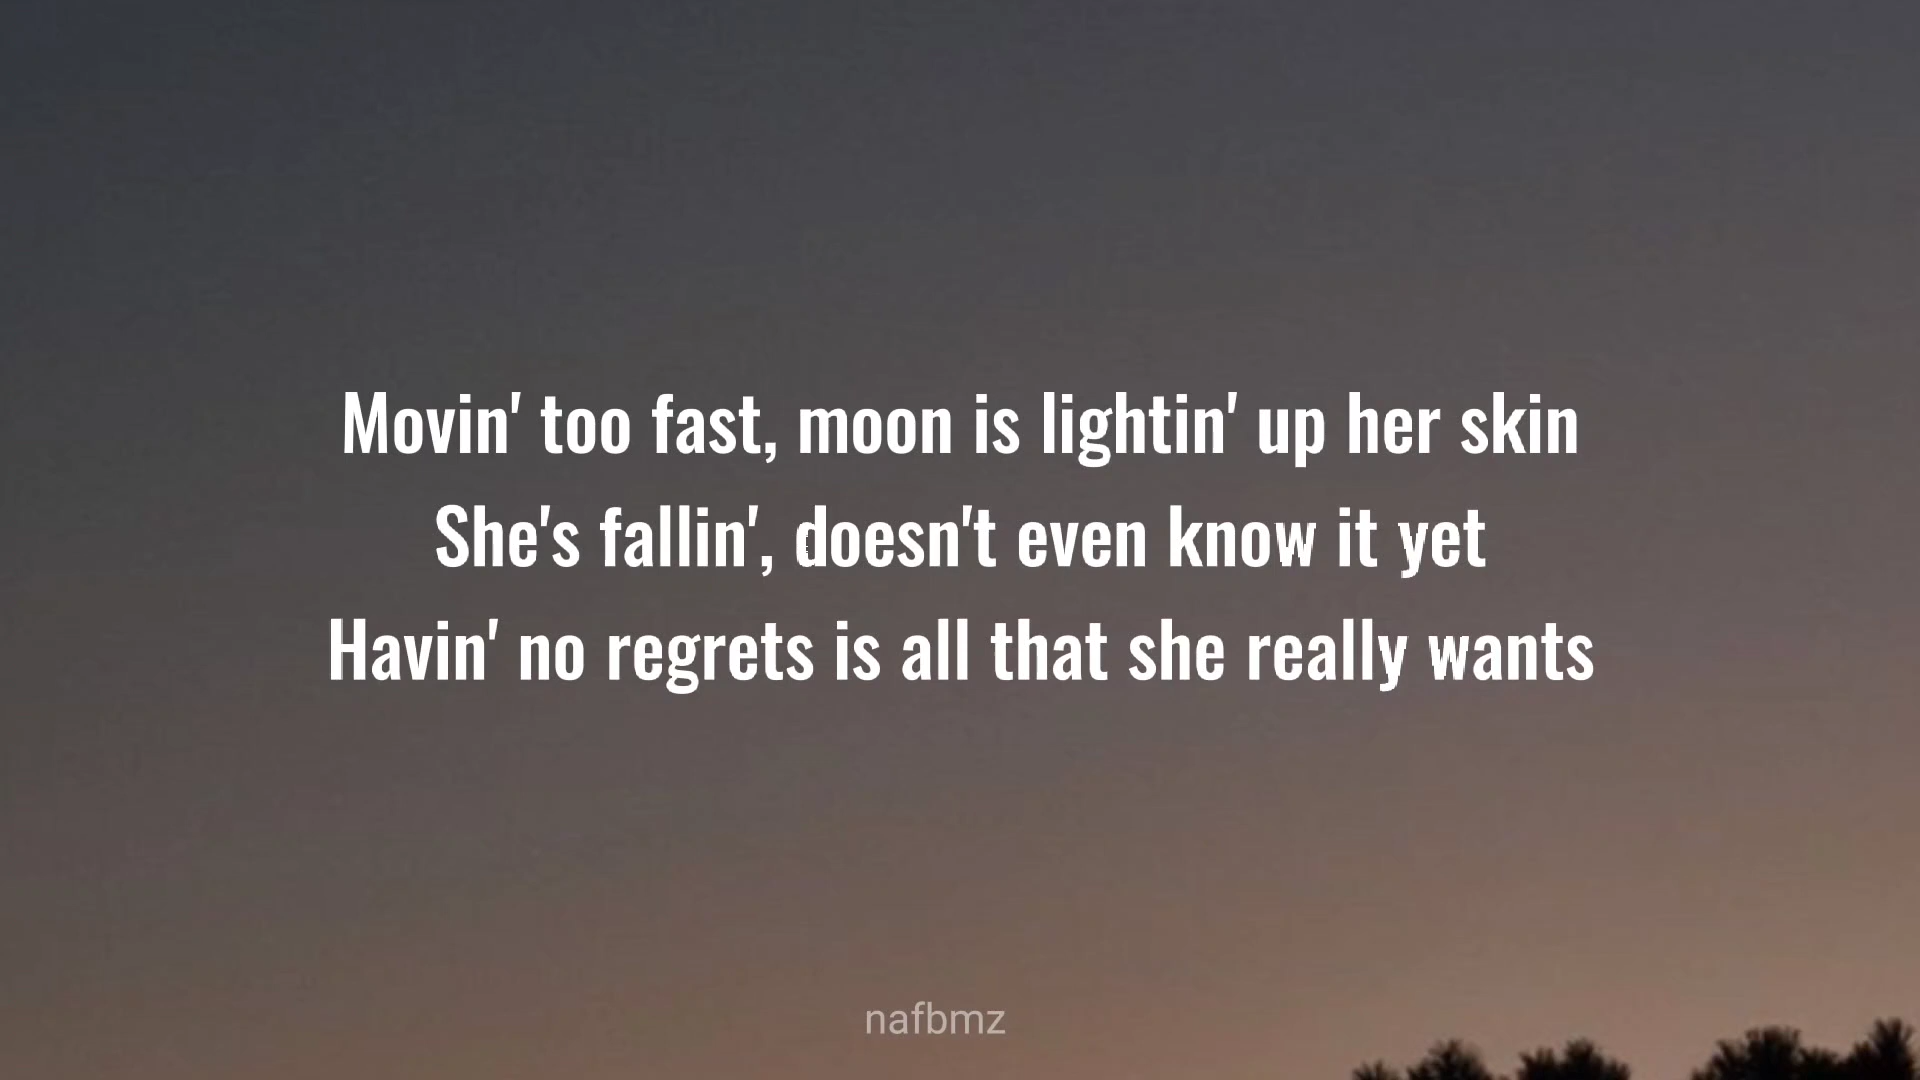 Movin' too fast, moon is lightin' up her skin
She's fallin', doesn't even know it yet
Havin' no regrets is all that she really wants
nafbmz